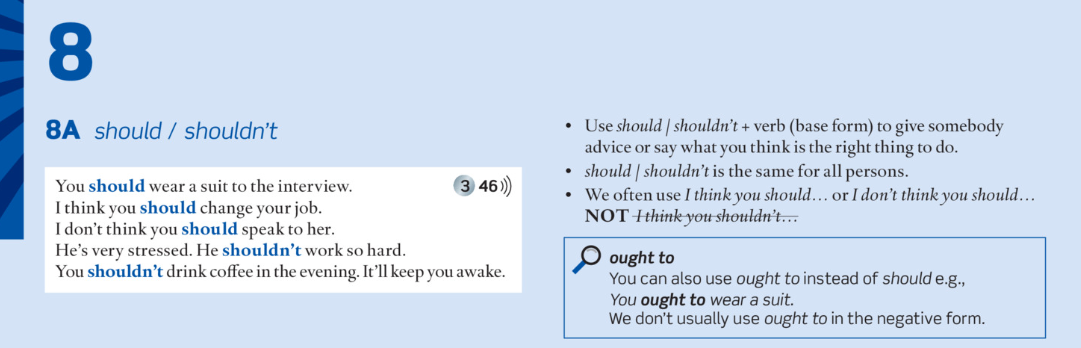 8
8A should / shouldn't
You should wear a suit to the interview. 3 46
I think you should change your job.
I don't think you should speak to her.
He's very stressed. He shouldn't work so hard.
You shouldn't drink coffee in the evening. It'll keep you awake.
• Use should / shouldn't + verb (base form) to give somebody
advice or say what you think is the right thing to do.
• should / shouldn't is the same for all persons.
• We often use I think you should… or I don't think you should…
NOT I think you shouldn't…
ought to
You can also use ought to instead of should e.g.,
You ought to wear a suit.
We don't usually use ought to in the negative form.